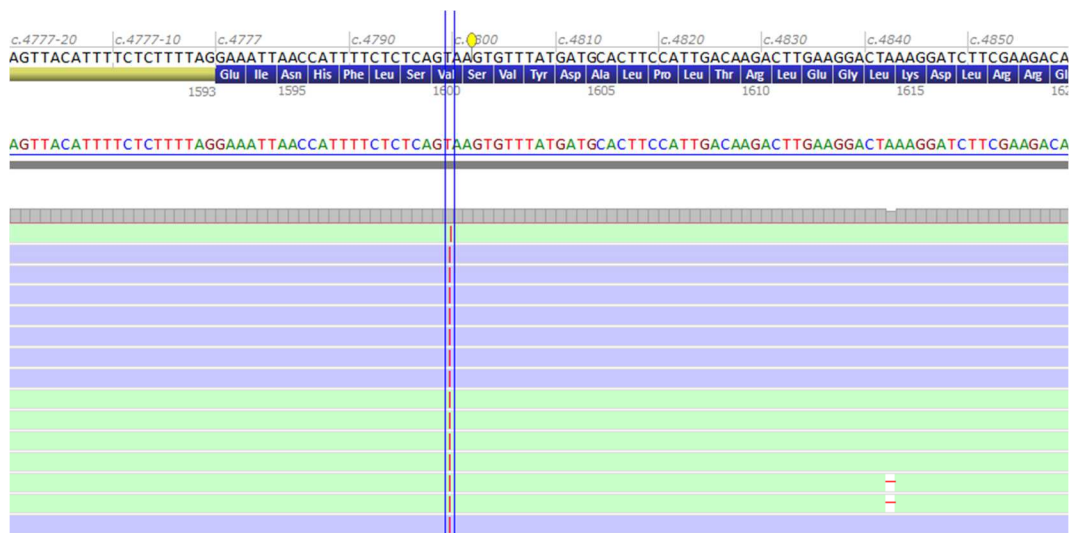 c.4777-20 c.4777-10 c.4777 c.4790 c.4800 c.4810 c.4820 c.4830 c.4840 c.4850
AGTTACATTTTCTCTTTTAGGAAATTAACCATTTTCTCTCAGTAAGTGTTTATGATGCACTTCCATTGACAAGACTTGAAGGACTAAAGGATCTTCGAAGACA
Glu Ile Asn His Phe Leu Ser Val Ser Val Tyr Asp Ala Leu Pro Leu Thr Arg Leu Glu Gly Leu Lys Asp Leu Arg Arg Gl
1593 1595 1600 1605 1610 1615 162
AGTTACATTTTCTCTTTTAGGAAATTAACCATTTTCTCTCAGTAAGTGTTTATGATGCACTTCCATTGACAAGACTTGAAGGACTAAAGGATCTTCGAAGACA